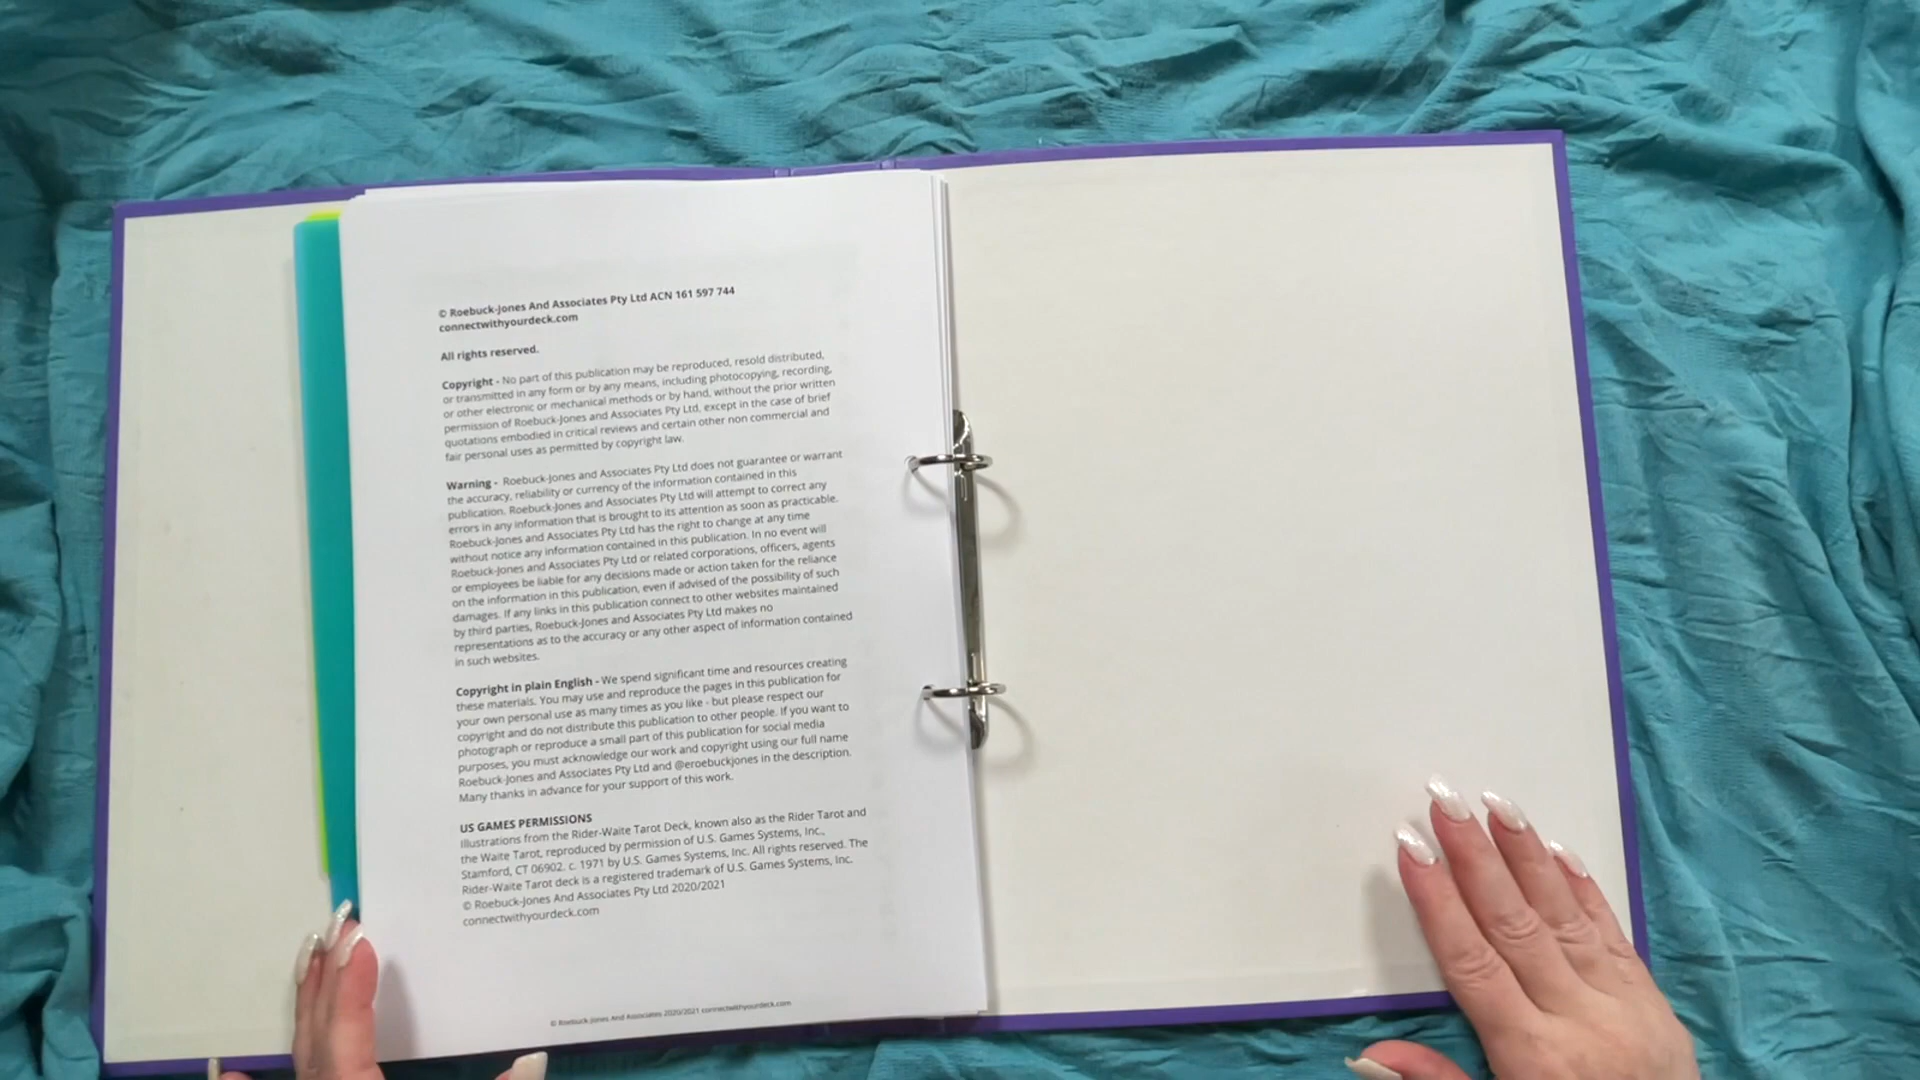 © Roebuck-Jones And Associates Pty Ltd ACN 161 597 744
connectwithyourdeck.com
All rights reserved.
Copyright - No part of this publication may be reproduced, resold distributed,
or transmitted in any form or by any means, including photocopying, recording,
or other electronic or mechanical methods or by hand, without the prior written
permission of Roebuck-Jones and Associates Pty Ltd, except in the case of brief
quotations embodied in critical reviews and certain other non commercial and
fair personal uses as permitted by copyright law.
Warning - Roebuck-Jones and Associates Pty Ltd does not guarantee or warrant
the accuracy, reliability or currency of the information contained in this
publication. Roebuck-Jones and Associates Pty Ltd will attempt to correct any
errors in any information that is brought to its attention as soon as practicable.
Roebuck-Jones and Associates Pty Ltd has the right to change at any time
without notice any information contained in this publication. In no event will
Roebuck-Jones and Associates Pty Ltd or related corporations, officers, agents
or employees be liable for any decisions made or action taken for the reliance
on the information in this publication, even if advised of the possibility of such
damages. If any links in this publication connect to other websites maintained
by third parties, Roebuck-Jones and Associates Pty Ltd makes no
representations as to the accuracy or any other aspect of information contained
in such websites.
Copyright in plain English - We spend significant time and resources creating
these materials. You may use and reproduce the pages in this publication for
your own personal use as many times as you like - but please respect our
copyright and do not distribute this publication to other people. If you want to
photograph or reproduce a small part of this publication for social media
purposes, you must acknowledge our work and copyright using our full name
Roebuck-Jones and Associates Pty Ltd and @eroebuckjones in the description.
Many thanks in advance for your support of this work.
US GAMES PERMISSIONS
Illustrations from the Rider-Waite Tarot Deck, known also as the Rider Tarot and
the Waite Tarot, reproduced by permission of U.S. Games Systems, Inc.,
Stamford, CT 06902. c. 1971 by U.S. Games Systems, Inc. All rights reserved. The
Rider-Waite Tarot deck is a registered trademark of U.S. Games Systems, Inc.
© Roebuck-Jones And Associates Pty Ltd 2020/2021
connectwithyourdeck.com
© Roebuck-Jones And Associates 2020/2021 connectwithyourdeck.com